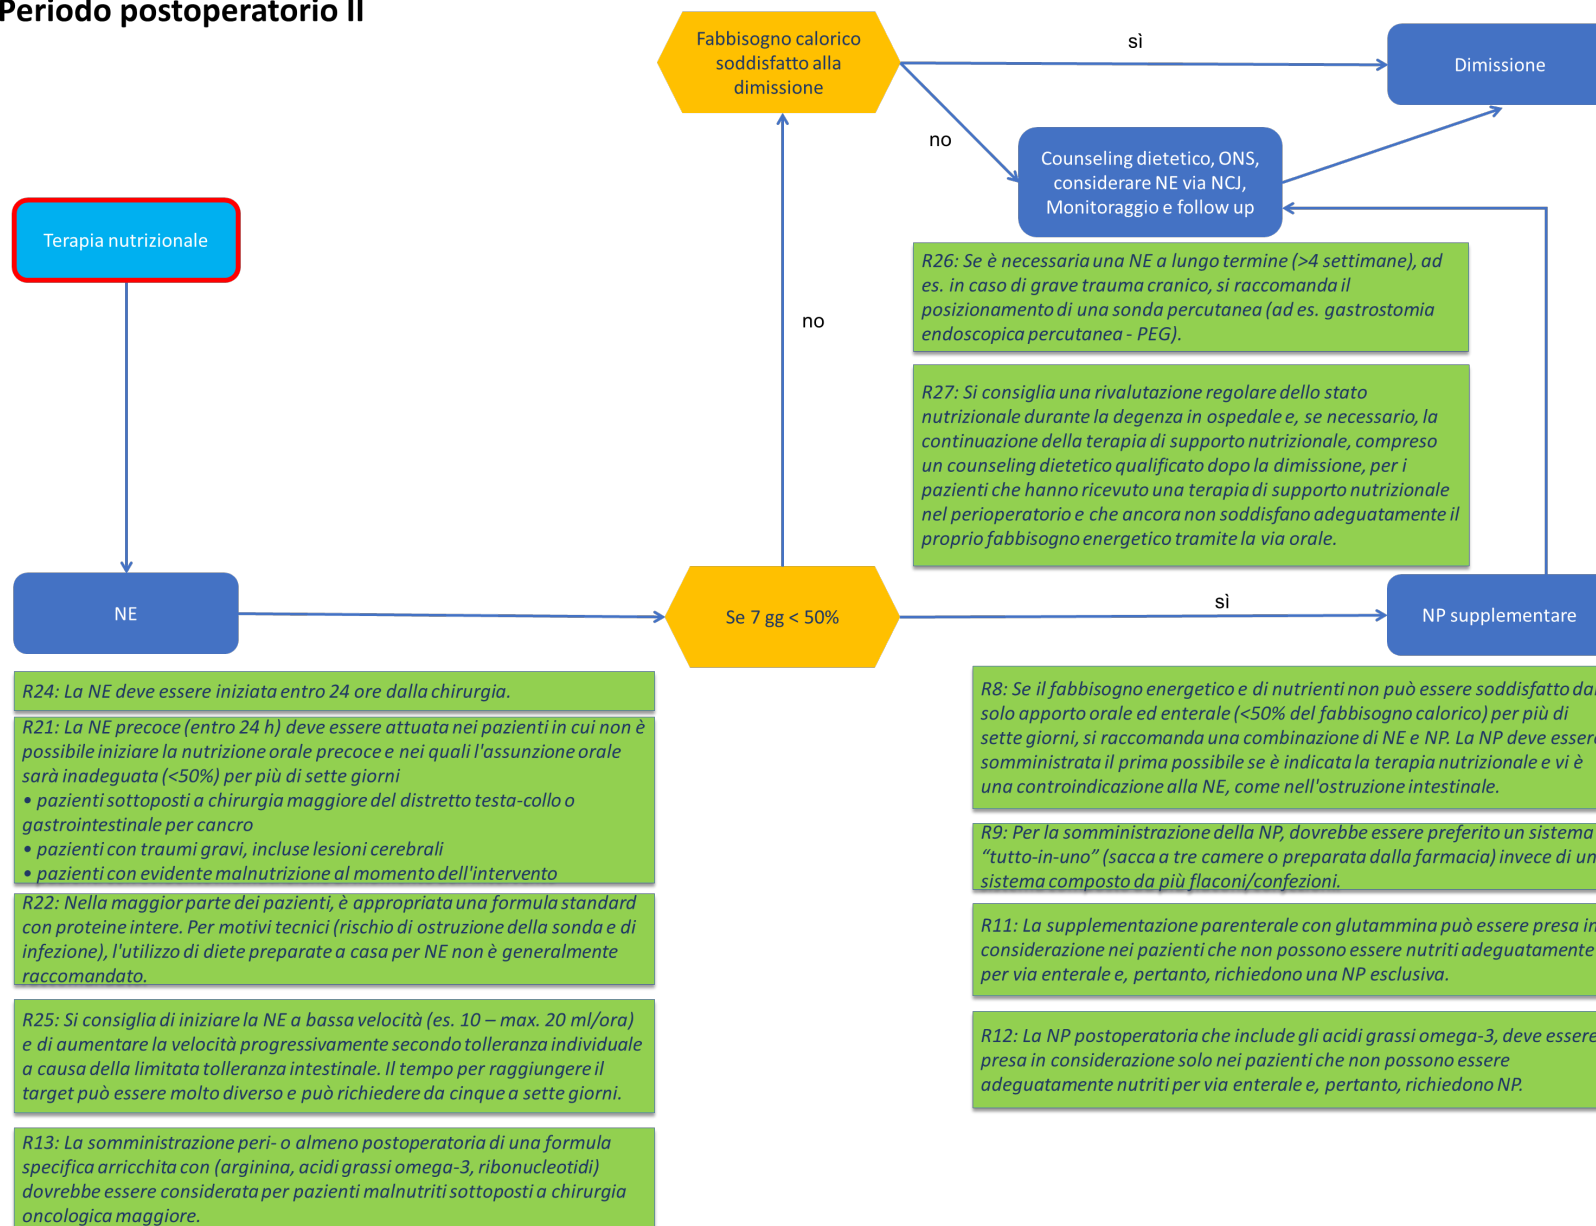 Periodo postoperatorio II
Fabbisogno calorico
soddisfatto alla
dimissione
sì
Dimissione
no
Counseling dietetico, ONS,
considerare NE via NCJ,
Monitoraggio e follow up
Terapia nutrizionale
R26: Se è necessaria una NE a lungo termine (>4 settimane), ad
es. in caso di grave trauma cranico, si raccomanda il
posizionamento di una sonda percutanea (ad es. gastrostomia
endoscopica percutanea - PEG).
no
R27: Si consiglia una rivalutazione regolare dello stato
nutrizionale durante la degenza in ospedale e, se necessario, la
continuazione della terapia di supporto nutrizionale, compreso
un counseling dietetico qualificato dopo la dimissione, per i
pazienti che hanno ricevuto una terapia di supporto nutrizionale
nel perioperatorio e che ancora non soddisfano adeguatamente il
proprio fabbisogno energetico tramite la via orale.
NE
Se 7 gg < 50%
sì
NP supplementare
R24: La NE deve essere iniziata entro 24 ore dalla chirurgia.
R21: La NE precoce (entro 24 h) deve essere attuata nei pazienti in cui non è
possibile iniziare la nutrizione orale precoce e nei quali l'assunzione orale
sarà inadeguata (<50%) per più di sette giorni
• pazienti sottoposti a chirurgia maggiore del distretto testa-collo o
gastrointestinale per cancro
• pazienti con traumi gravi, incluse lesioni cerebrali
• pazienti con evidente malnutrizione al momento dell'intervento
R22: Nella maggior parte dei pazienti, è appropriata una formula standard
con proteine intere. Per motivi tecnici (rischio di ostruzione della sonda e di
infezione), l'utilizzo di diete preparate a casa per NE non è generalmente
raccomandato.
R25: Si consiglia di iniziare la NE a bassa velocità (es. 10 – max. 20 ml/ora)
e di aumentare la velocità progressivamente secondo tolleranza individuale
a causa della limitata tolleranza intestinale. Il tempo per raggiungere il
target può essere molto diverso e può richiedere da cinque a sette giorni.
R13: La somministrazione peri- o almeno postoperatoria di una formula
specifica arricchita con (arginina, acidi grassi omega-3, ribonucleotidi)
dovrebbe essere considerata per pazienti malnutriti sottoposti a chirurgia
oncologica maggiore.
R8: Se il fabbisogno energetico e di nutrienti non può essere soddisfatto dal
solo apporto orale ed enterale (<50% del fabbisogno calorico) per più di
sette giorni, si raccomanda una combinazione di NE e NP. La NP deve essere
somministrata il prima possibile se è indicata la terapia nutrizionale e vi è
una controindicazione alla NE, come nell'ostruzione intestinale.
R9: Per la somministrazione della NP, dovrebbe essere preferito un sistema
“tutto-in-uno” (sacca a tre camere o preparata dalla farmacia) invece di un
sistema composto da più flaconi/confezioni.
R11: La supplementazione parenterale con glutammina può essere presa in
considerazione nei pazienti che non possono essere nutriti adeguatamente
per via enterale e, pertanto, richiedono una NP esclusiva.
R12: La NP postoperatoria che include gli acidi grassi omega-3, deve essere
presa in considerazione solo nei pazienti che non possono essere
adeguatamente nutriti per via enterale e, pertanto, richiedono NP.